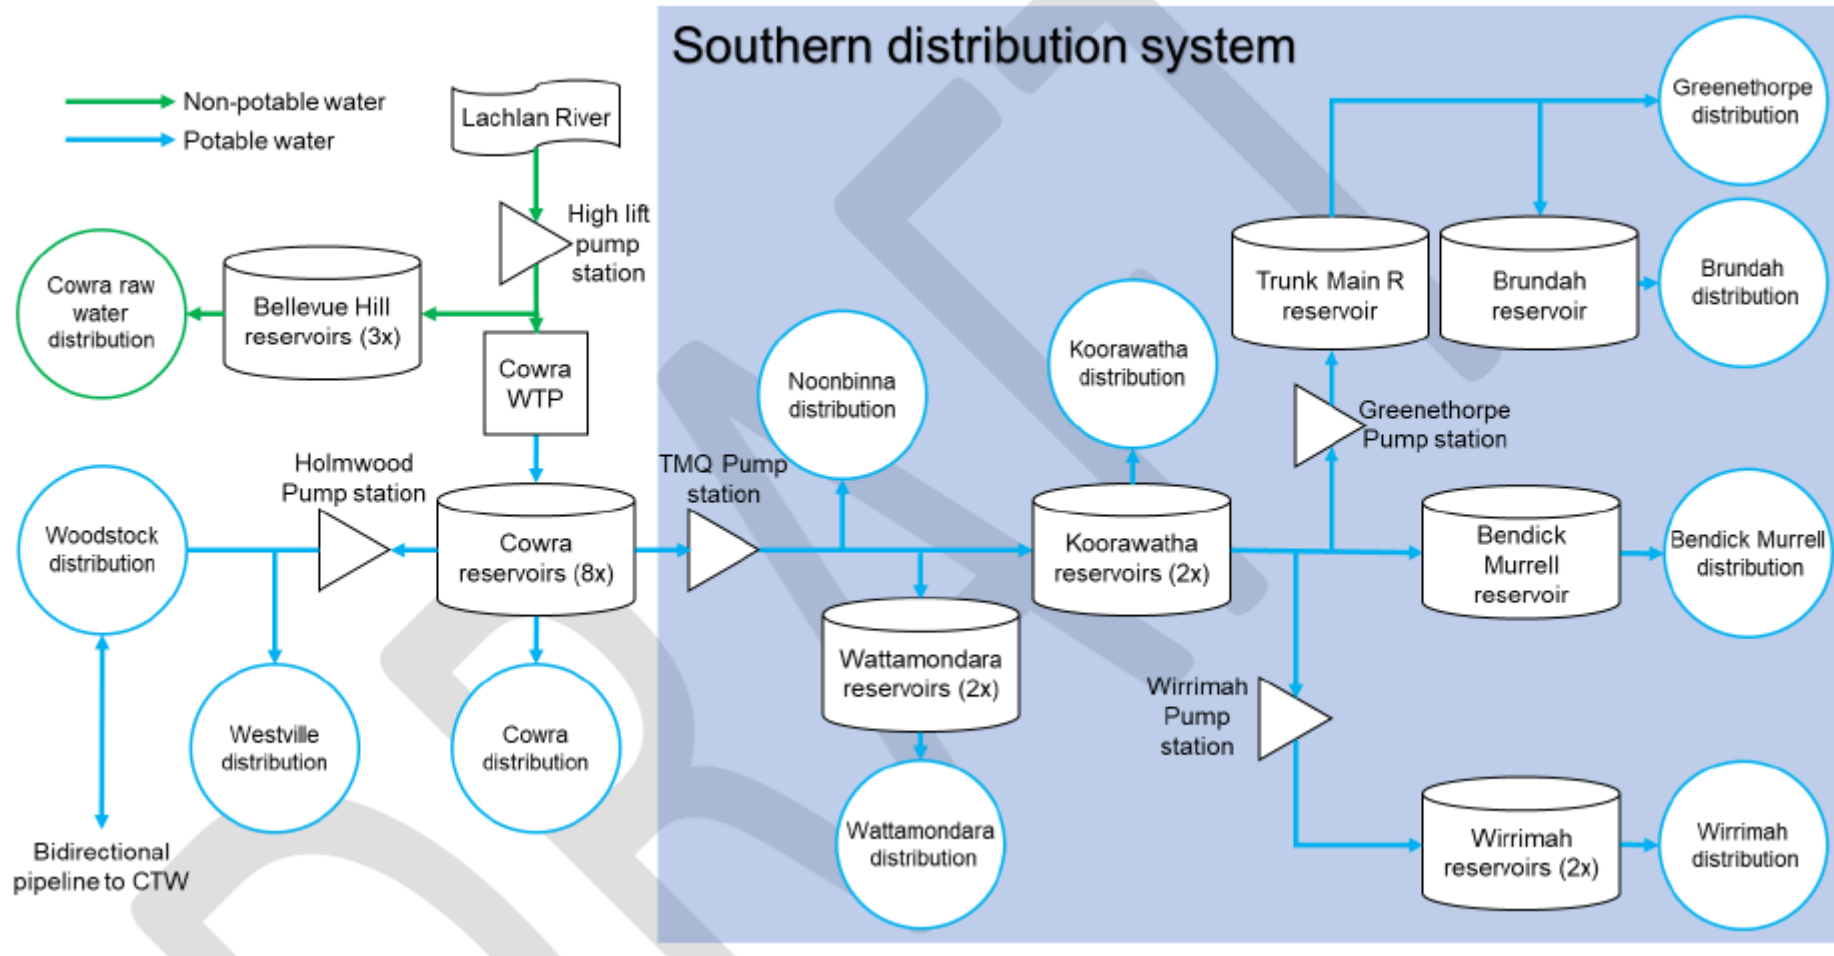 Southern distribution system
Non-potable water
Potable water
Lachlan River
High lift
pump
station
Cowra raw
water
distribution
Bellevue Hill
reservoirs (3x)
Cowra
WTP
Woodstock
distribution
Holmwood
Pump station
Cowra
reservoirs (8x)
Westville
distribution
Cowra
distribution
Bidirectional
pipeline to CTW
TMQ Pump
station
Noonbinna
distribution
Wattamondara
reservoirs (2x)
Wattamondara
distribution
Koorawatha
distribution
Koorawatha
reservoirs (2x)
Greenethorpe
distribution
Trunk Main R
reservoir
Brundah
reservoir
Brundah
distribution
Greenethorpe
Pump station
Bendick
Murrell
reservoir
Bendick Murrell
distribution
Wirrimah
Pump
station
Wirrimah
reservoirs (2x)
Wirrimah
distribution
DRAFT